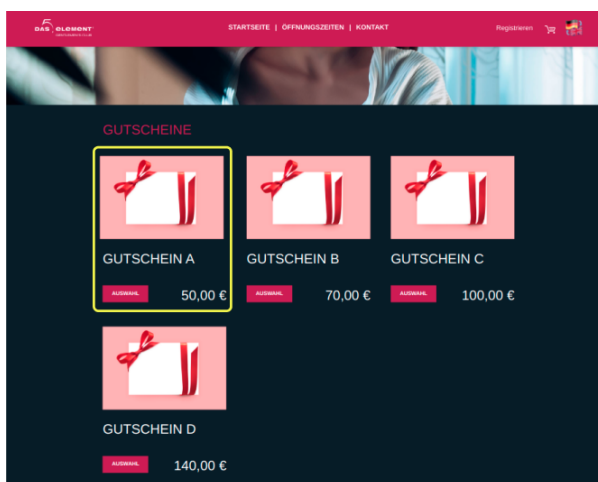 DAS 5 ELEMENT
STARTSEITE | ÖFFNUNGSZEITEN | KONTAKT
Registrieren
GUTSCHEINE
GUTSCHEIN A
AUSWAHL 50,00 €
GUTSCHEIN B
AUSWAHL 70,00 €
GUTSCHEIN C
AUSWAHL 100,00 €
GUTSCHEIN D
AUSWAHL 140,00 €